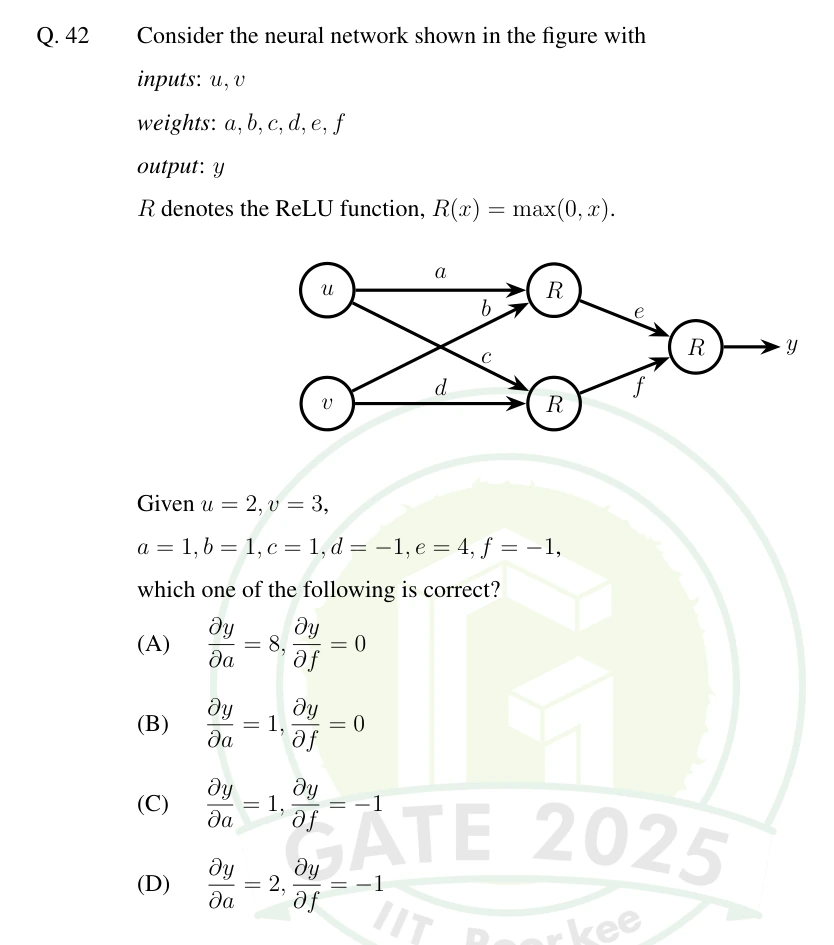 Q. 42 Consider the neural network shown in the figure with
inputs: u, v
weights: a, b, c, d, e, f
output: y
R denotes the ReLU function, R(x) = max(0, x).
a
u R
b e
R y
c
d f
v R
Given u = 2, v = 3,
a = 1, b = 1, c = 1, d = −1, e = 4, f = −1,
which one of the following is correct?
(A) ∂y/∂a = 8, ∂y/∂f = 0
(B) ∂y/∂a = 1, ∂y/∂f = 0
(C) ∂y/∂a = 1, ∂y/∂f = −1
(D) ∂y/∂a = 2, ∂y/∂f = −1
GATE 2025
IIT Roorkee